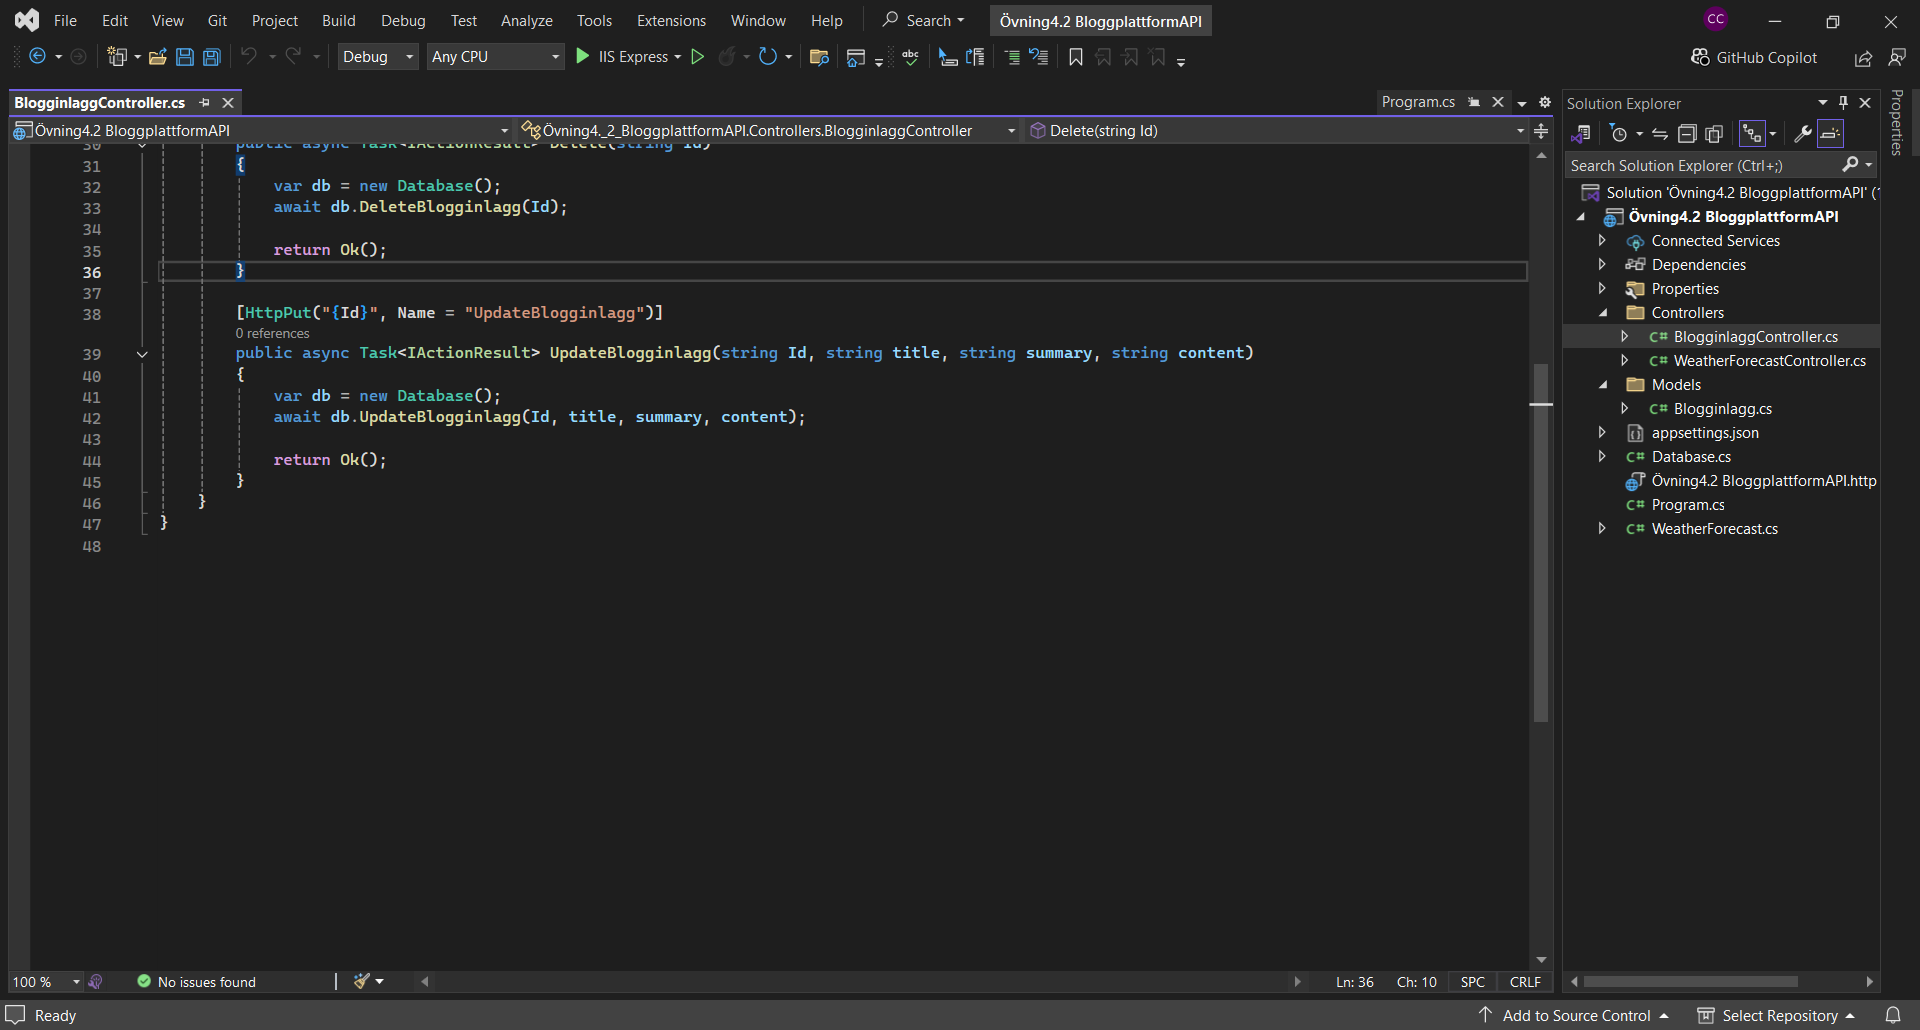 File Edit View Git Project Build Debug Test Analyze Tools Extensions Window Help Search Övning4.2 BloggplattformAPI CC
Debug Any CPU IIS Express abc GitHub Copilot
BlogginlaggController.cs Program.cs
Övning4.2 BloggplattformAPI Övning4._2_BloggplattformAPI.Controllers.BlogginlaggController Delete(string Id)
30 public async Task<IActionResult> Delete(string Id)
31 {
32 var db = new Database();
33 await db.DeleteBlogginlagg(Id);
34
35 return Ok();
36 }
37
38 [HttpPut("{Id}", Name = "UpdateBlogginlagg")]
0 references
39 public async Task<IActionResult> UpdateBlogginlagg(string Id, string title, string summary, string content)
40 {
41 var db = new Database();
42 await db.UpdateBlogginlagg(Id, title, summary, content);
43
44 return Ok();
45 }
46 }
47 }
48
100 % No issues found Ln: 36 Ch: 10 SPC CRLF
Solution Explorer
Search Solution Explorer (Ctrl+;)
Solution 'Övning4.2 BloggplattformAPI' (
Övning4.2 BloggplattformAPI
Connected Services
Dependencies
Properties
Controllers
C# BlogginlaggController.cs
C# WeatherForecastController.cs
Models
C# Blogginlagg.cs
appsettings.json
C# Database.cs
Övning4.2 BloggplattformAPI.http
C# Program.cs
C# WeatherForecast.cs
Properties
Ready Add to Source Control Select Repository